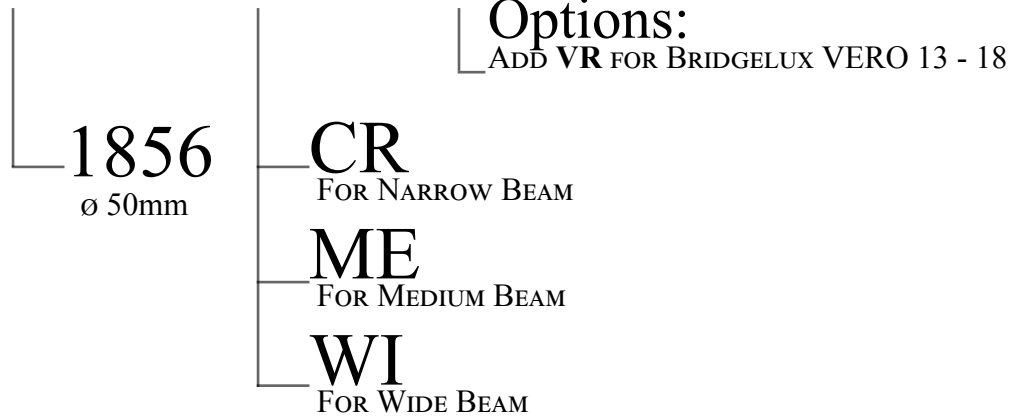 Options:
Add VR for Bridgelux VERO 13 - 18
1856
ø 50mm
CR
For Narrow Beam
ME
For Medium Beam
WI
For Wide Beam